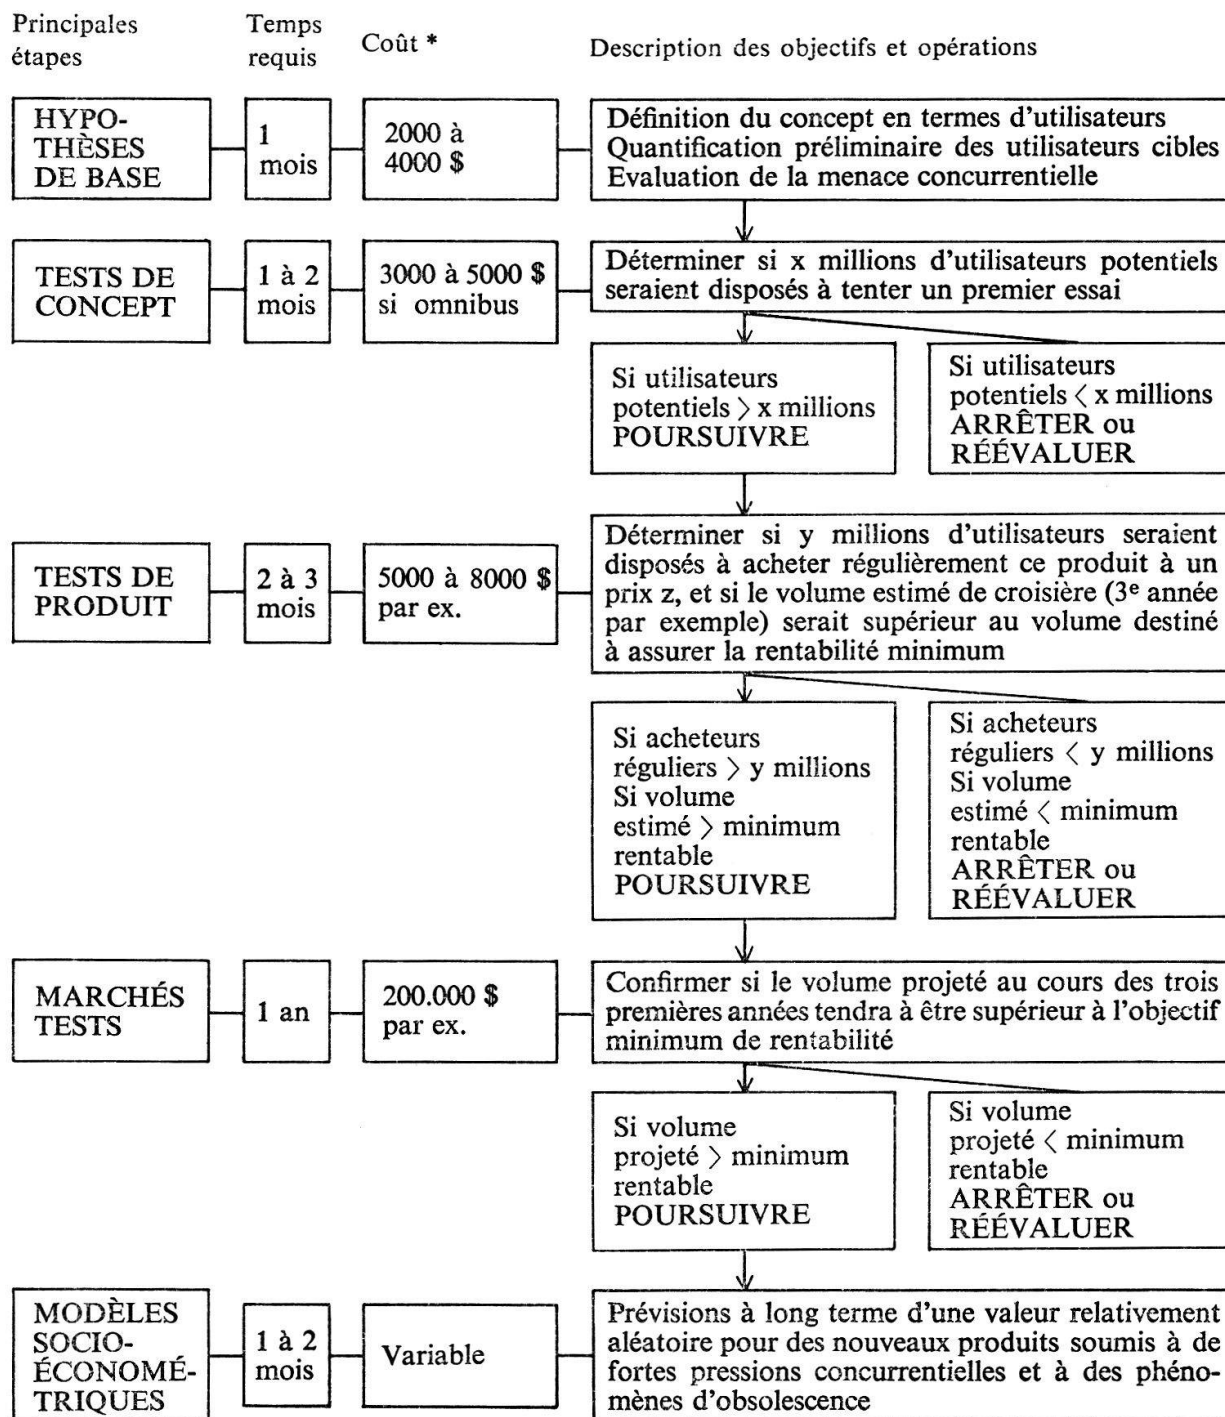 Principales
étapes
Temps
requis
Coût *
Description des objectifs et opérations
HYPO-
THÈSES
DE BASE
1
mois
2000 à
4000 $
Définition du concept en termes d'utilisateurs
Quantification préliminaire des utilisateurs cibles
Evaluation de la menace concurrentielle
TESTS DE
CONCEPT
1 à 2
mois
3000 à 5000 $
si omnibus
Déterminer si x millions d'utilisateurs potentiels
seraient disposés à tenter un premier essai
Si utilisateurs
potentiels > x millions
POURSUIVRE
Si utilisateurs
potentiels < x millions
ARRÊTER ou
RÉÉVALUER
TESTS DE
PRODUIT
2 à 3
mois
5000 à 8000 $
par ex.
Déterminer si y millions d'utilisateurs seraient
disposés à acheter régulièrement ce produit à un
prix z, et si le volume estimé de croisière (3e année
par exemple) serait supérieur au volume destiné
à assurer la rentabilité minimum
Si acheteurs
réguliers > y millions
Si volume
estimé > minimum
rentable
POURSUIVRE
Si acheteurs
réguliers < y millions
Si volume
estimé < minimum
rentable
ARRÊTER ou
RÉÉVALUER
MARCHÉS
TESTS
1 an
200.000 $
par ex.
Confirmer si le volume projeté au cours des trois
premières années tendra à être supérieur à l'objectif
minimum de rentabilité
Si volume
projeté > minimum
rentable
POURSUIVRE
Si volume
projeté < minimum
rentable
ARRÊTER ou
RÉÉVALUER
MODÈLES
SOCIO-
ÉCONOMÉ-
TRIQUES
1 à 2
mois
Variable
Prévisions à long terme d'une valeur relativement
aléatoire pour des nouveaux produits soumis à de
fortes pressions concurrentielles et à des phéno-
mènes d'obsolescence